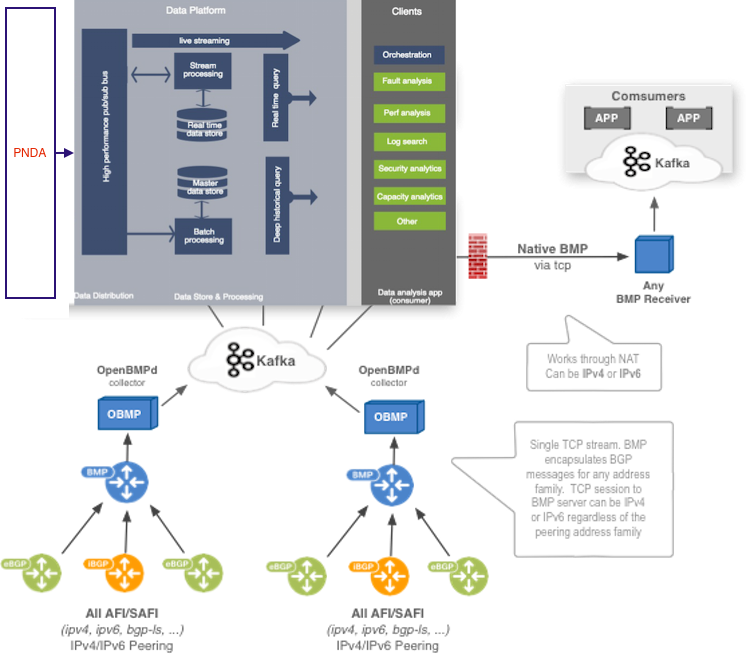 PNDA
Data Platform
live streaming
High performance pub/sub bus
Stream
processing
Real time
data store
Master
data store
Batch
processing
Real time query
Deep historical query
Data Distribution
Data Store & Processing
Clients
Orchestration
Fault analysis
Perf analysis
Log search
Security analytics
Capacity analytics
Other
Data analysis app
(consumer)
Comsumers
APP
APP
Kafka
Native BMP
via tcp
Any
BMP Receiver
Works through NAT
Can be IPv4 or IPv6
Kafka
OpenBMPd
collector
OBMP
BMP
eBGP
iBGP
eBGP
All AFI/SAFI
(ipv4, ipv6, bgp-ls, ...)
IPv4/IPv6 Peering
OpenBMPd
collector
OBMP
BMP
eBGP
iBGP
eBGP
All AFI/SAFI
(ipv4, ipv6, bgp-ls, ...)
IPv4/IPv6 Peering
Single TCP stream. BMP
encapsulates BGP
messages for any address
family. TCP session to
BMP server can be IPv4
or IPv6 regardless of the
peering address family